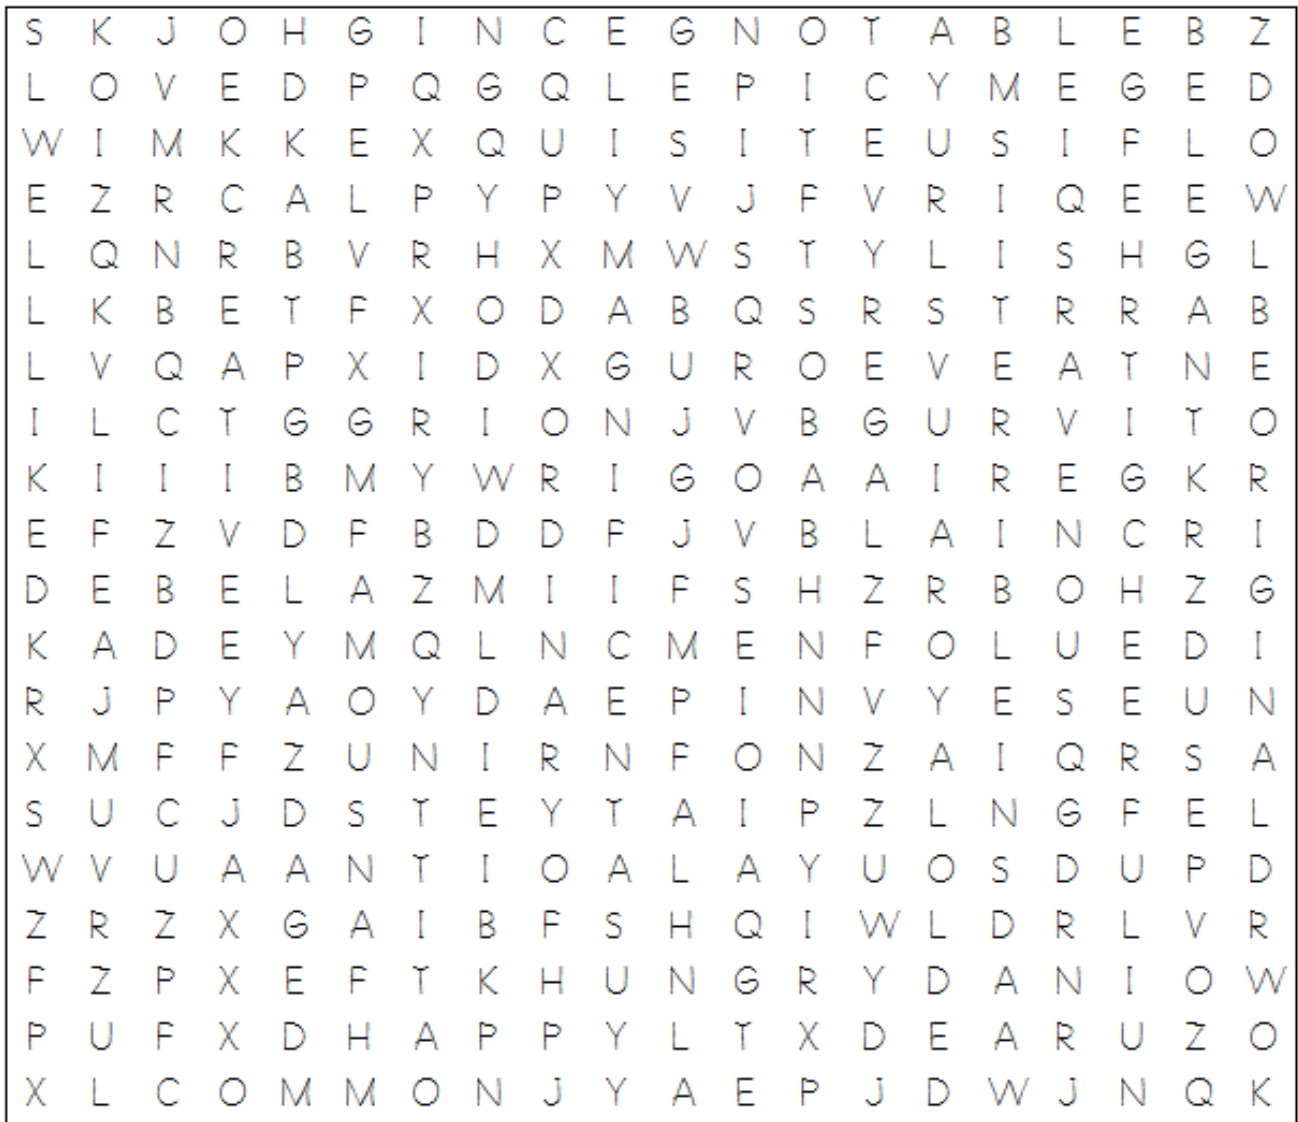 S K J O H G I N C E G N O T A B L E B Z
L O V E D P Q G Q L E P I C Y M E G E D
W I M K K E X Q U I S I T E U S I F L O
E Z R C A L P Y P Y V J F V R I Q E E W
L Q N R B V R H X M W S T Y L I S H G L
L K B E T F X O D A B Q S R S T R R A B
L V Q A P X I D X G U R O E V E A T N E
I L C T G G R I O N J V B G U R V I T O
K I I I B M Y W R I G O A A I R E G K R
E F Z V D F B D D F J V B L A I N C R I
D E B E L A Z M I I F S H Z R B O H Z G
K A D E Y M Q L N C M E N F O L U E D I
R J P Y A O Y D A E P I N V Y E S E U N
X M F F Z U N I R N F O N Z A I Q R S A
S U C J D S T E Y T A I P Z L N G F E L
W V U A A N T I O A L A Y U O S D U P D
Z R Z X G A I B F S H Q I W L D R L V R
F Z P X E F T K H U N G R Y D A N I O W
P U F X D H A P P Y L T X D E A R U Z O
X L C O M M O N J Y A E P J D W J N Q K